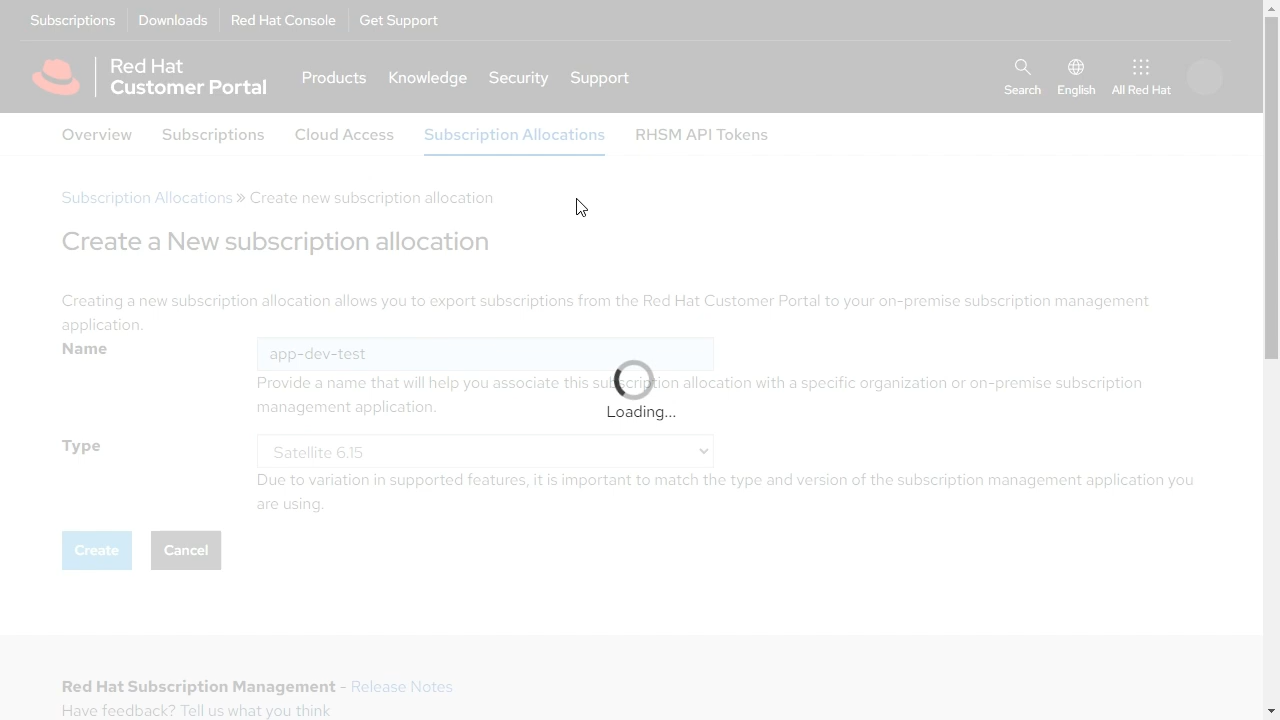 Subscriptions
Downloads
Red Hat Console
Get Support
Red Hat
Customer Portal
Products
Knowledge
Security
Support
Search
English
All Red Hat
Overview
Subscriptions
Cloud Access
Subscription Allocations
RHSM API Tokens
Subscription Allocations » Create new subscription allocation
Create a New subscription allocation
Creating a new subscription allocation allows you to export subscriptions from the Red Hat Customer Portal to your on-premise subscription management
application.
Name
app-dev-test
Provide a name that will help you associate this subscription allocation with a specific organization or on-premise subscription
management application.
Loading...
Type
Satellite 6.15
Due to variation in supported features, it is important to match the type and version of the subscription management application you
are using.
Create
Cancel
Red Hat Subscription Management - Release Notes
Have feedback? Tell us what you think